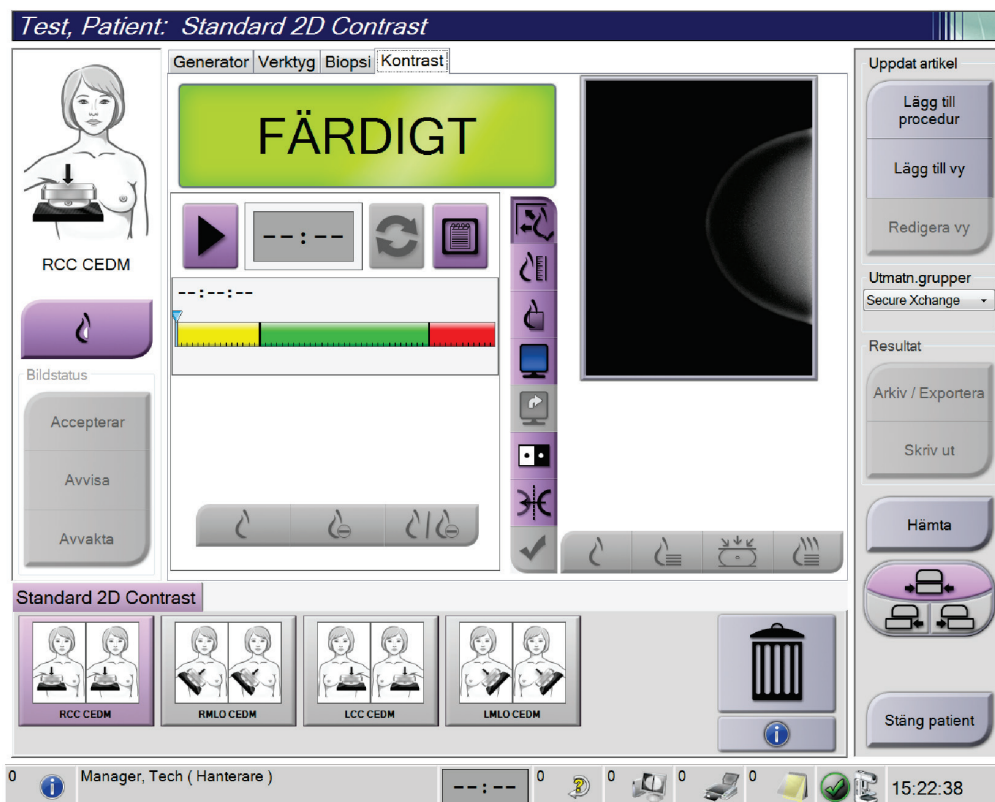 Test, Patient: Standard 2D Contrast
Generator Verktyg Biopsi Kontrast
FÄRDIGT
--:--
--:--:--
RCC CEDM
Bildstatus
Accepterar
Avvisa
Avvakta
Uppdat artikel
Lägg till
procedur
Lägg till vy
Redigera vy
Utmatn.grupper
Secure Xchange
Resultat
Arkiv / Exportera
Skriv ut
Hämta
Stäng patient
Standard 2D Contrast
RCC CEDM
RMLO CEDM
LCC CEDM
LMLO CEDM
0 Manager, Tech ( Hanterare ) --:-- 0 0 0 0 15:22:38